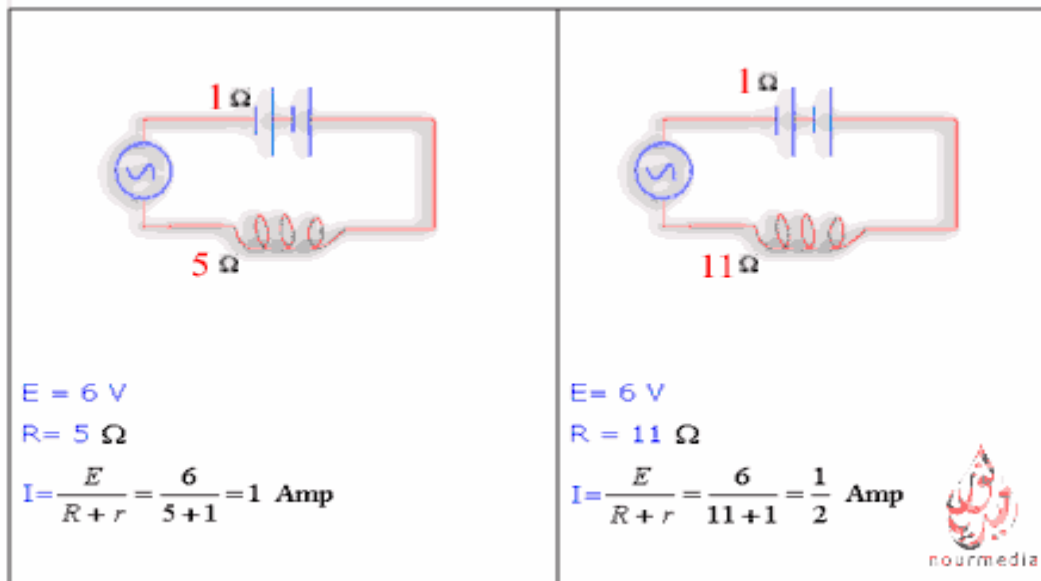 1 Ω
5 Ω
E = 6 V
R= 5 Ω
I= E / R + r = 6 / 5 + 1 = 1 Amp
1 Ω
11 Ω
E= 6 V
R = 11 Ω
I= E / R + r = 6 / 11 + 1 = 1 / 2 Amp
nourmedia